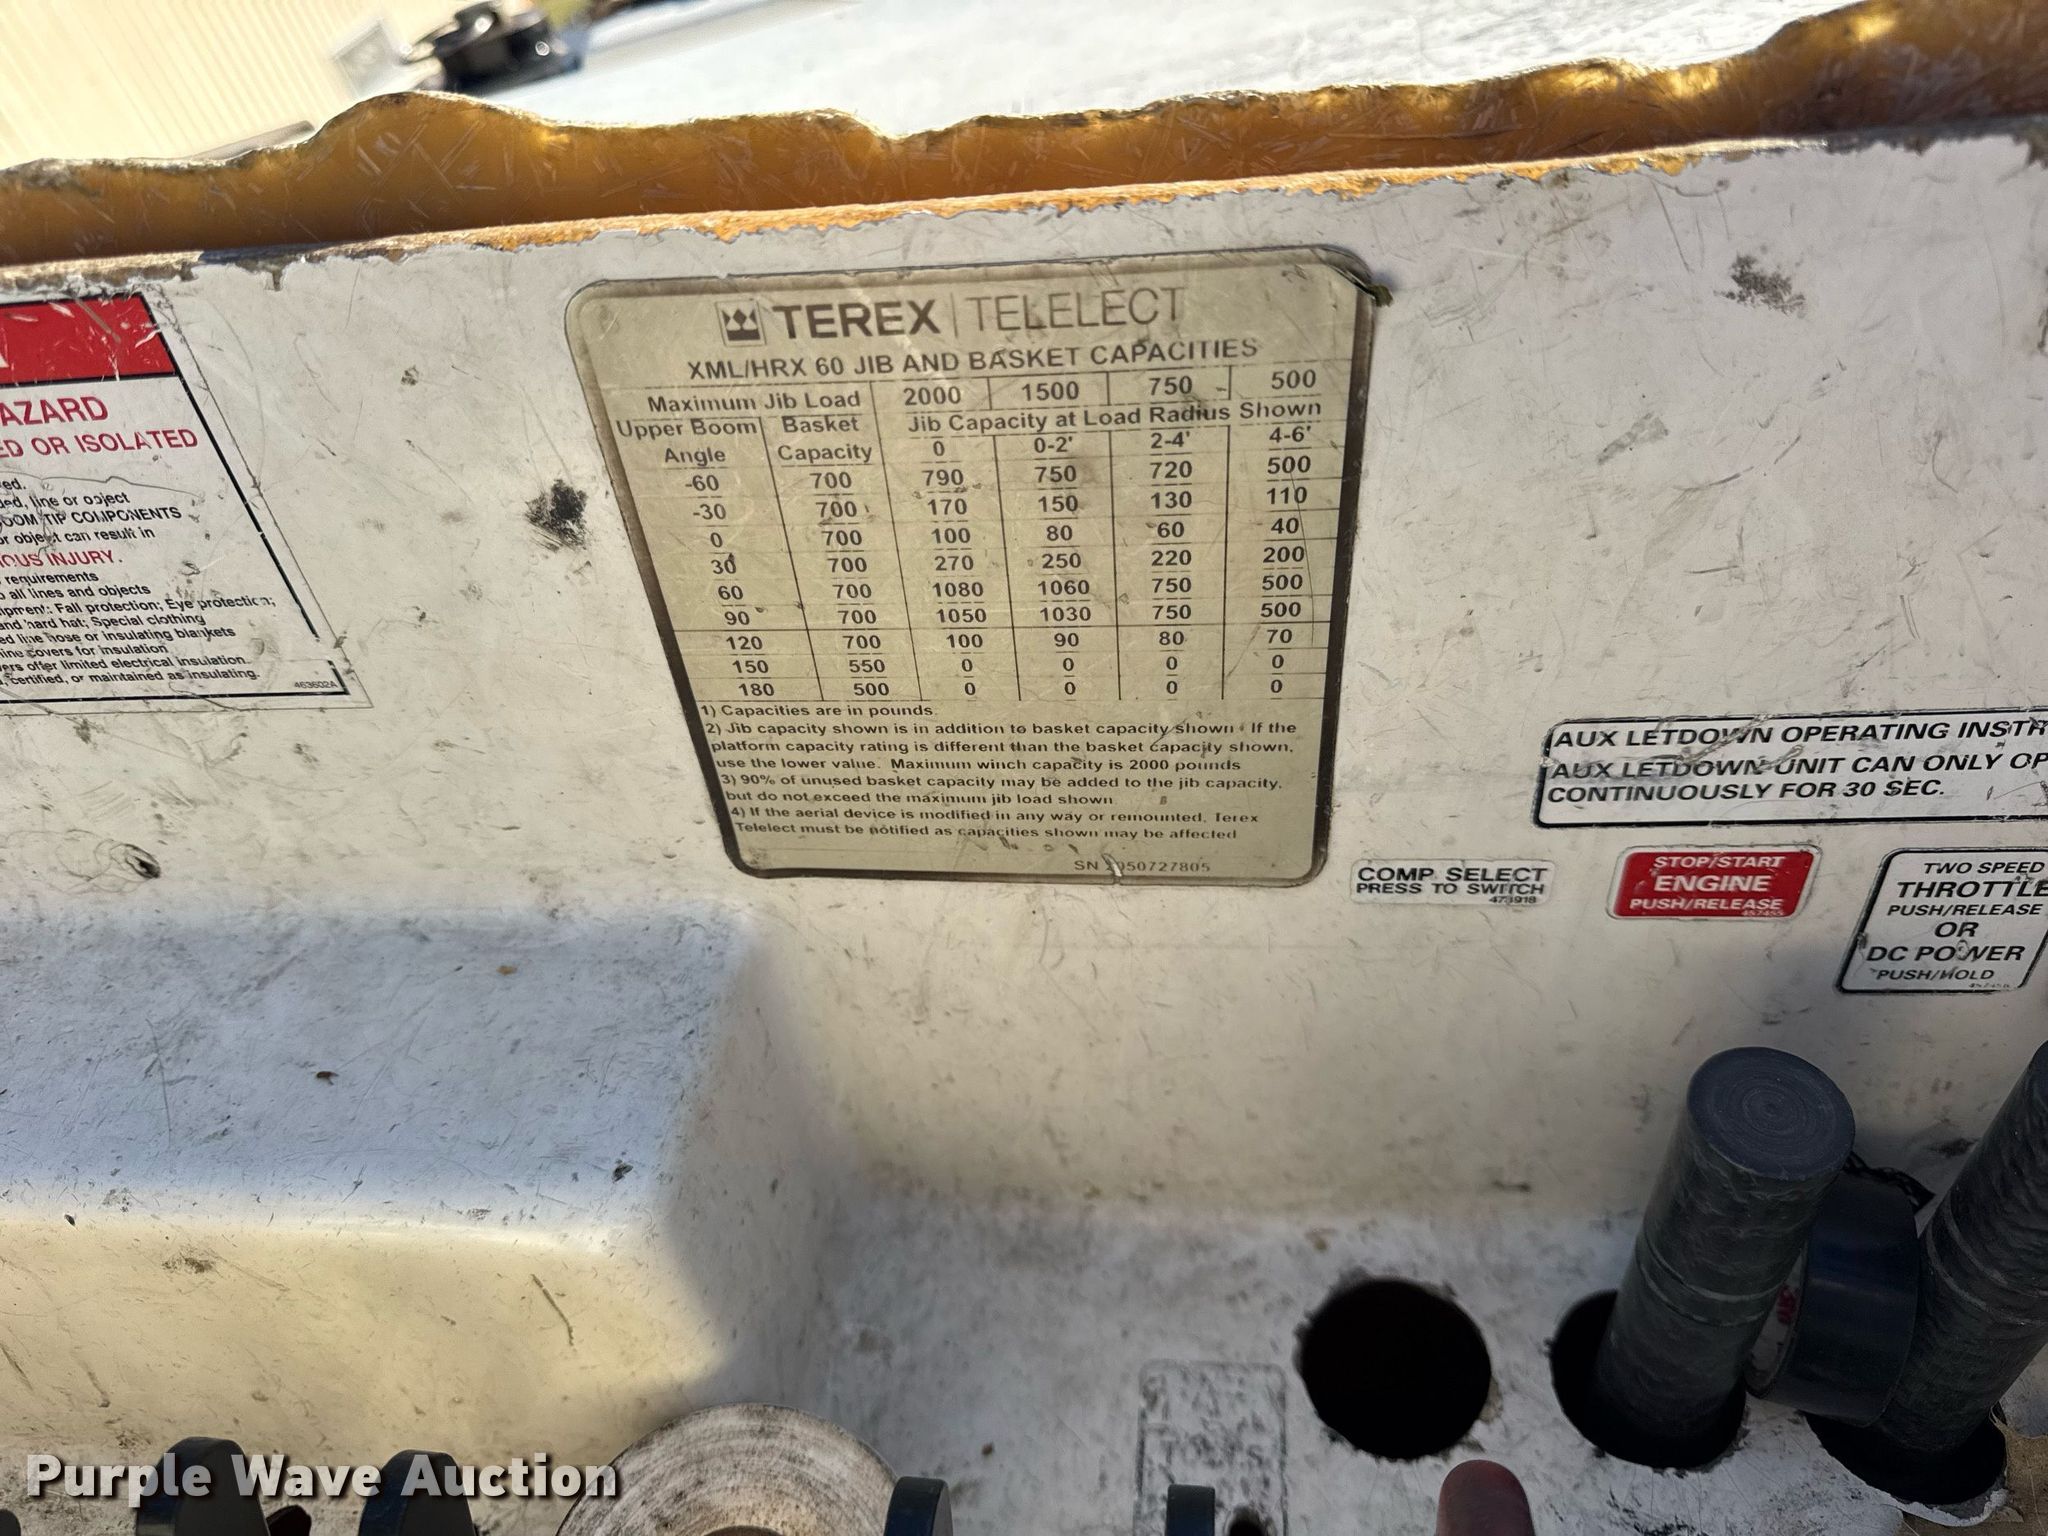 TEREX | TELELECT
XML/HRX 60 JIB AND BASKET CAPACITIES
Maximum Jib Load 2000 1500 750 500
Upper Boom Basket Jib Capacity at Load Radius Shown
Angle Capacity 0 0-2' 2-4' 4-6'
-60 700 790 750 720 500
-30 700 170 150 130 110
0 700 100 80 60 40
30 700 270 250 220 200
60 700 1080 1060 750 500
90 700 1050 1030 750 500
120 700 100 90 80 70
150 550 0 0 0 0
180 500 0 0 0 0
1) Capacities are in pounds.
2) Jib capacity shown is in addition to basket capacity shown. If the
platform capacity rating is different than the basket capacity shown,
use the lower value. Maximum winch capacity is 2000 pounds
3) 90% of unused basket capacity may be added to the jib capacity,
but do not exceed the maximum jib load shown.
4) If the aerial device is modified in any way or remounted, Terex
Telelect must be notified as capacities shown may be affected
SN 050727805
AZARD
ED OR ISOLATED
ed.
ded, line or object
OOM TIP COMPONENTS
or object can result in
IOUS INJURY.
requirements
o all lines and objects
ipment: Fall protection; Eye protection;
and hard hat; Special clothing
ed line hose or insulating blankets
line covers for insulation
vers offer limited electrical insulation.
, certified, or maintained as insulating.
463602A
AUX LETDOWN OPERATING INSTR
AUX LETDOWN UNIT CAN ONLY OP
CONTINUOUSLY FOR 30 SEC.
COMP SELECT
PRESS TO SWITCH
STOP/START
ENGINE
PUSH/RELEASE
457455
TWO SPEED
THROTTLE
PUSH/RELEASE
OR
DC POWER
PUSH/HOLD
Purple Wave Auction